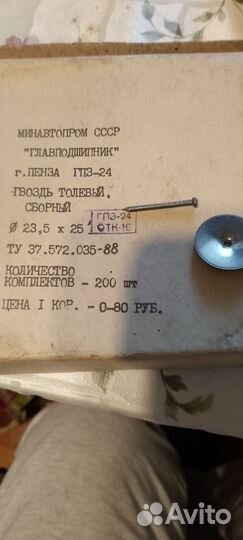 МИНАВТОПРОМ СССР
"ГЛАВПОДШИПНИК"
г.ПЕНЗА ГПЗ-24
ГВОЗДЬ ТОЛЕВЫЙ,
СБОРНЫЙ
ГПЗ-24
ОТК-16
Ø 23,5 х 25
ТУ 37.572.035-88
КОЛИЧЕСТВО
КОМПЛЕКТОВ - 200 шт
ЦЕНА I КОР. - 0-80 РУБ.
Avito